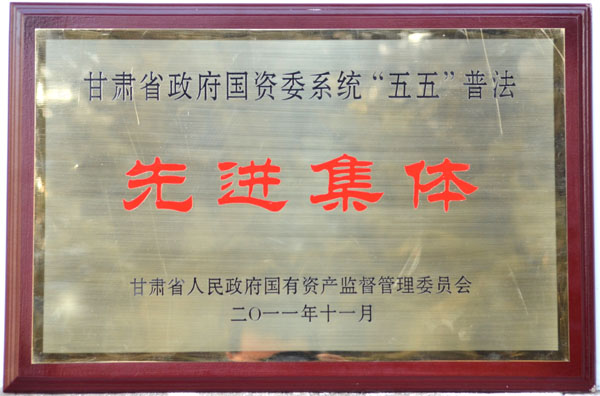 甘肃省政府国资委系统“五五”普法
先进集体
甘肃省人民政府国有资产监督管理委员会
二〇一一年十一月